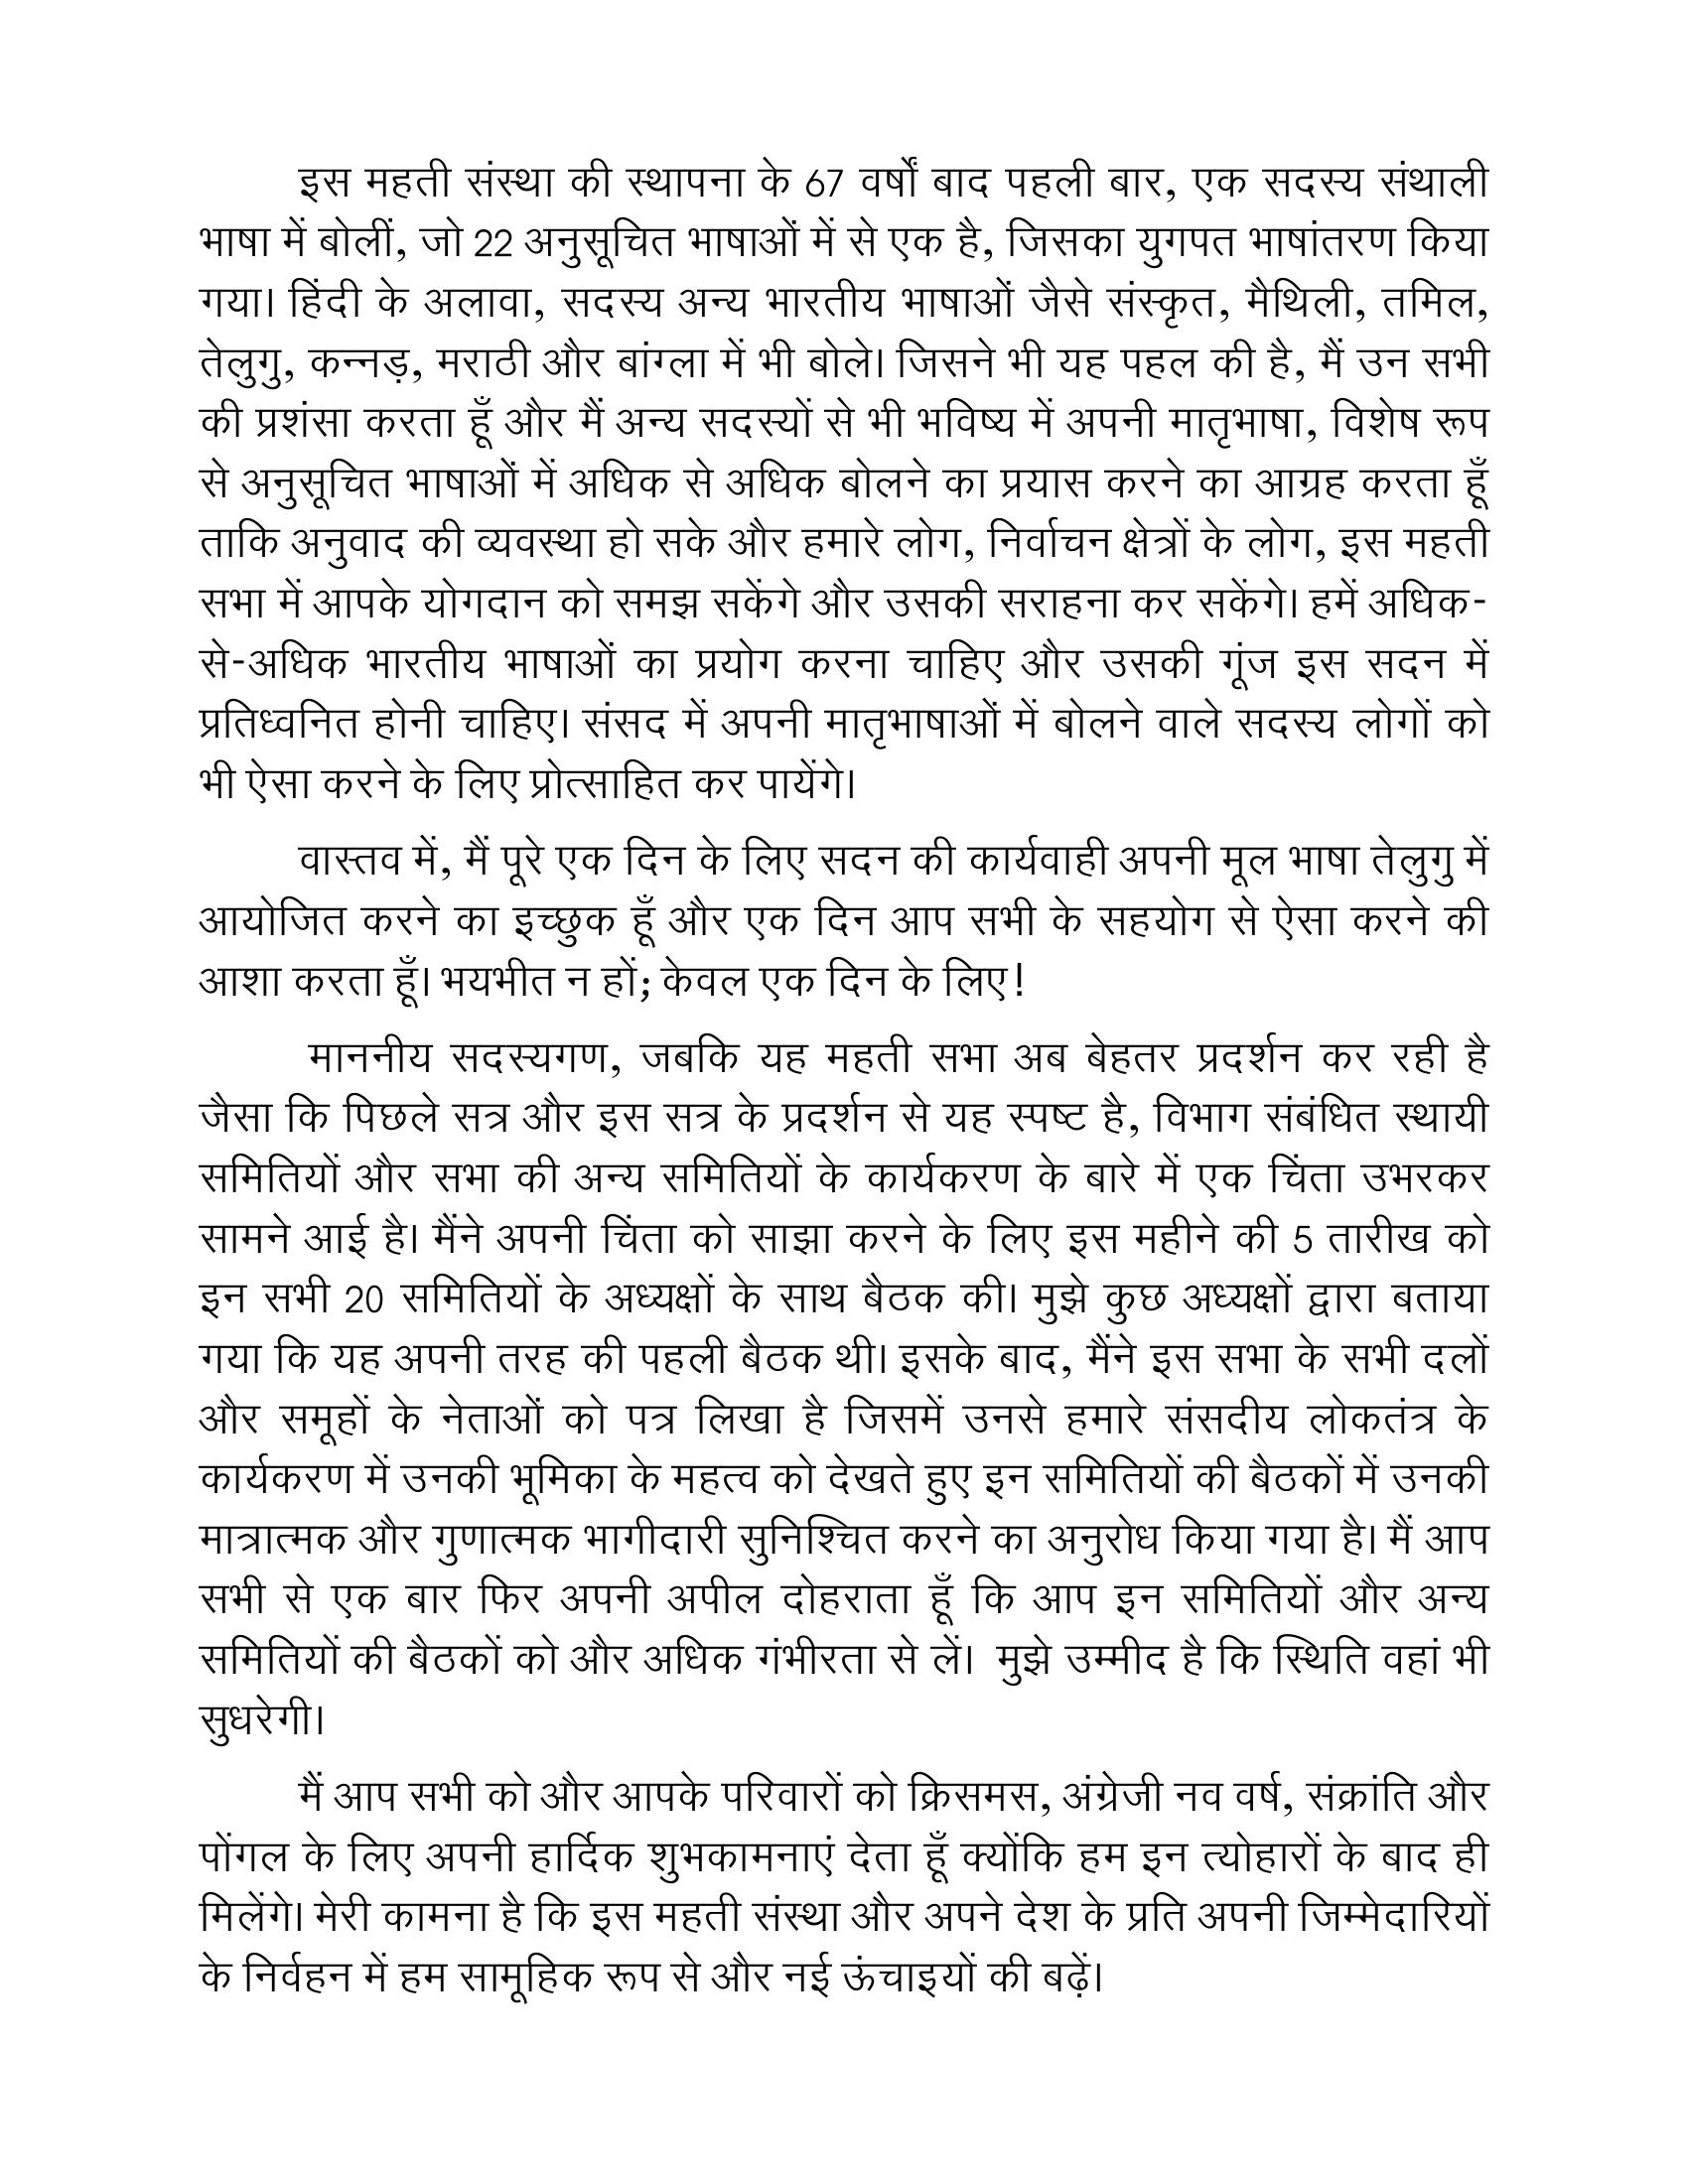 इस महती संस्था की स्थापना के 67 वर्षों बाद पहली बार, एक सदस्य संथाली
भाषा में बोलीं, जो 22 अनुसूचित भाषाओं में से एक है, जिसका युगपत भाषांतरण किया
गया। हिंदी के अलावा, सदस्य अन्य भारतीय भाषाओं जैसे संस्कृत, मैथिली, तमिल,
तेलुगु, कन्नड़, मराठी और बांग्ला में भी बोले। जिसने भी यह पहल की है, मैं उन सभी
की प्रशंसा करता हूँ और मैं अन्य सदस्यों से भी भविष्य में अपनी मातृभाषा, विशेष रूप
से अनुसूचित भाषाओं में अधिक से अधिक बोलने का प्रयास करने का आग्रह करता हूँ
ताकि अनुवाद की व्यवस्था हो सके और हमारे लोग, निर्वाचन क्षेत्रों के लोग, इस महती
सभा में आपके योगदान को समझ सकेंगे और उसकी सराहना कर सकेंगे। हमें अधिक-
से-अधिक भारतीय भाषाओं का प्रयोग करना चाहिए और उसकी गूंज इस सदन में
प्रतिध्वनित होनी चाहिए। संसद में अपनी मातृभाषाओं में बोलने वाले सदस्य लोगों को
भी ऐसा करने के लिए प्रोत्साहित कर पायेंगे।
वास्तव में, मैं पूरे एक दिन के लिए सदन की कार्यवाही अपनी मूल भाषा तेलुगु में
आयोजित करने का इच्छुक हूँ और एक दिन आप सभी के सहयोग से ऐसा करने की
आशा करता हूँ। भयभीत न हों; केवल एक दिन के लिए!
माननीय सदस्यगण, जबकि यह महती सभा अब बेहतर प्रदर्शन कर रही है
जैसा कि पिछले सत्र और इस सत्र के प्रदर्शन से यह स्पष्ट है, विभाग संबंधित स्थायी
समितियों और सभा की अन्य समितियों के कार्यकरण के बारे में एक चिंता उभरकर
सामने आई है। मैंने अपनी चिंता को साझा करने के लिए इस महीने की 5 तारीख को
इन सभी 20 समितियों के अध्यक्षों के साथ बैठक की। मुझे कुछ अध्यक्षों द्वारा बताया
गया कि यह अपनी तरह की पहली बैठक थी। इसके बाद, मैंने इस सभा के सभी दलों
और समूहों के नेताओं को पत्र लिखा है जिसमें उनसे हमारे संसदीय लोकतंत्र के
कार्यकरण में उनकी भूमिका के महत्व को देखते हुए इन समितियों की बैठकों में उनकी
मात्रात्मक और गुणात्मक भागीदारी सुनिश्चित करने का अनुरोध किया गया है। मैं आप
सभी से एक बार फिर अपनी अपील दोहराता हूँ कि आप इन समितियों और अन्य
समितियों की बैठकों को और अधिक गंभीरता से लें। मुझे उम्मीद है कि स्थिति वहां भी
सुधरेगी।
मैं आप सभी को और आपके परिवारों को क्रिसमस, अंग्रेजी नव वर्ष, संक्रांति और
पोंगल के लिए अपनी हार्दिक शुभकामनाएं देता हूँ क्योंकि हम इन त्योहारों के बाद ही
मिलेंगे। मेरी कामना है कि इस महती संस्था और अपने देश के प्रति अपनी जिम्मेदारियों
के निर्वहन में हम सामूहिक रूप से और नई ऊंचाइयों की बढ़ें।